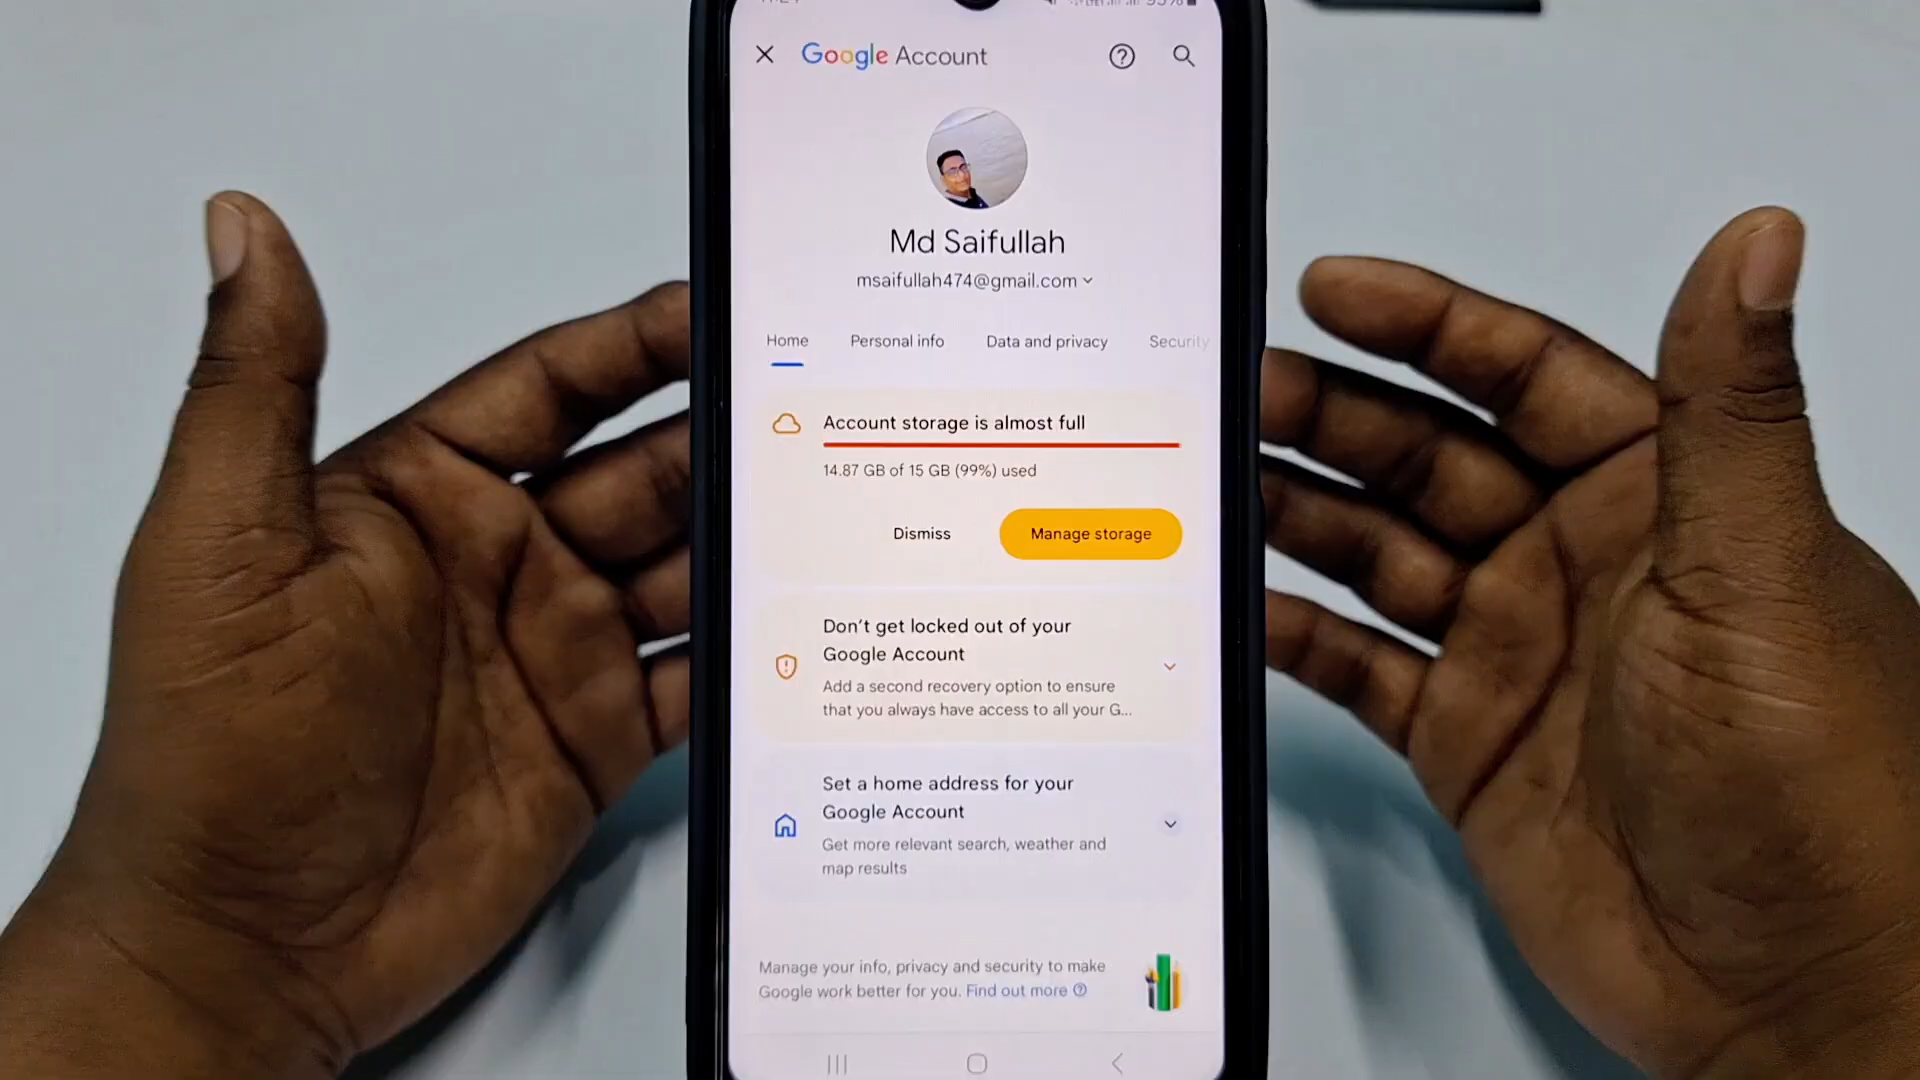 Google Account
Md Saifullah
msaifullah474@gmail.com
Home Personal info Data and privacy Security
Account storage is almost full
14.87 GB of 15 GB (99%) used
Dismiss Manage storage
Don't get locked out of your
Google Account
Add a second recovery option to ensure
that you always have access to all your G...
Set a home address for your
Google Account
Get more relevant search, weather and
map results
Manage your info, privacy and security to make
Google work better for you. Find out more